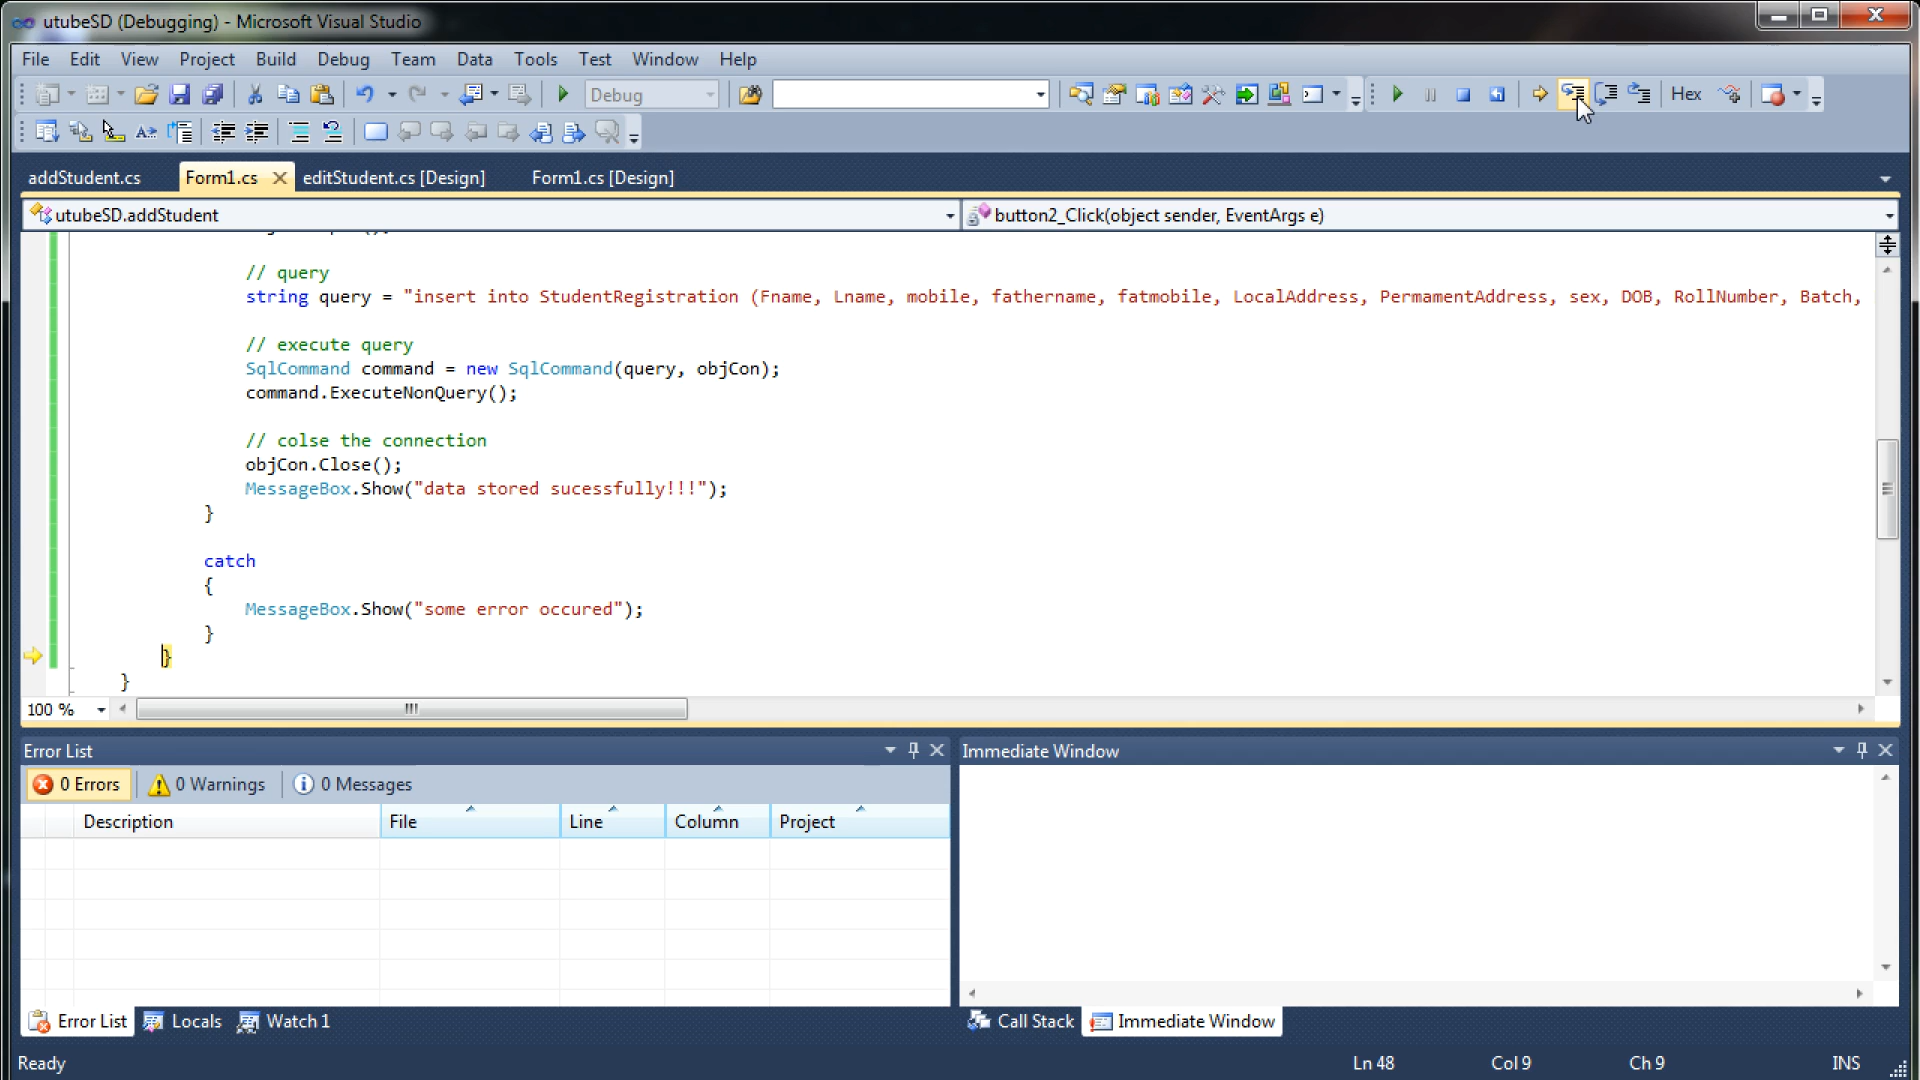 utubeSD (Debugging) - Microsoft Visual Studio
File Edit View Project Build Debug Team Data Tools Test Window Help
Debug
Hex
addStudent.cs Form1.cs editStudent.cs [Design] Form1.cs [Design]
utubeSD.addStudent button2_Click(object sender, EventArgs e)
// query
string query = "insert into StudentRegistration (Fname, Lname, mobile, fathername, fatmobile, LocalAddress, PermamentAddress, sex, DOB, RollNumber, Batch,
// execute query
SqlCommand command = new SqlCommand(query, objCon);
command.ExecuteNonQuery();
// colse the connection
objCon.Close();
MessageBox.Show("data stored sucessfully!!!");
}
catch
{
MessageBox.Show("some error occured");
}
}
}
100 %
Error List Immediate Window
0 Errors 0 Warnings 0 Messages
Description File Line Column Project
Error List Locals Watch 1 Call Stack Immediate Window
Ready Ln 48 Col 9 Ch 9 INS